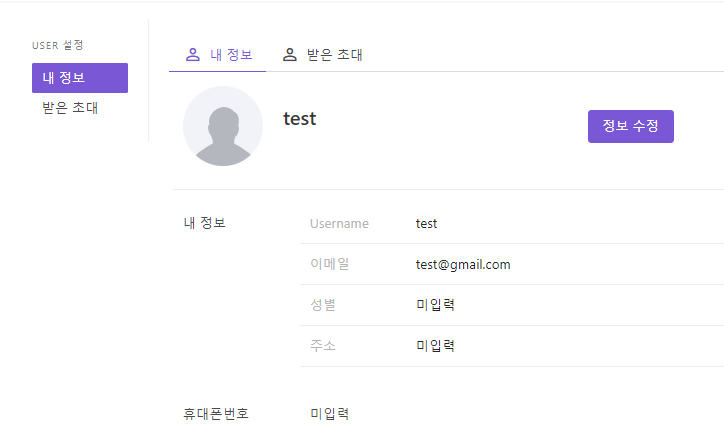 USER 설정
내 정보
받은 초대
내 정보 받은 초대
test
정보 수정
내 정보
Username test
이메일 test@gmail.com
성별 미입력
주소 미입력
휴대폰번호 미입력